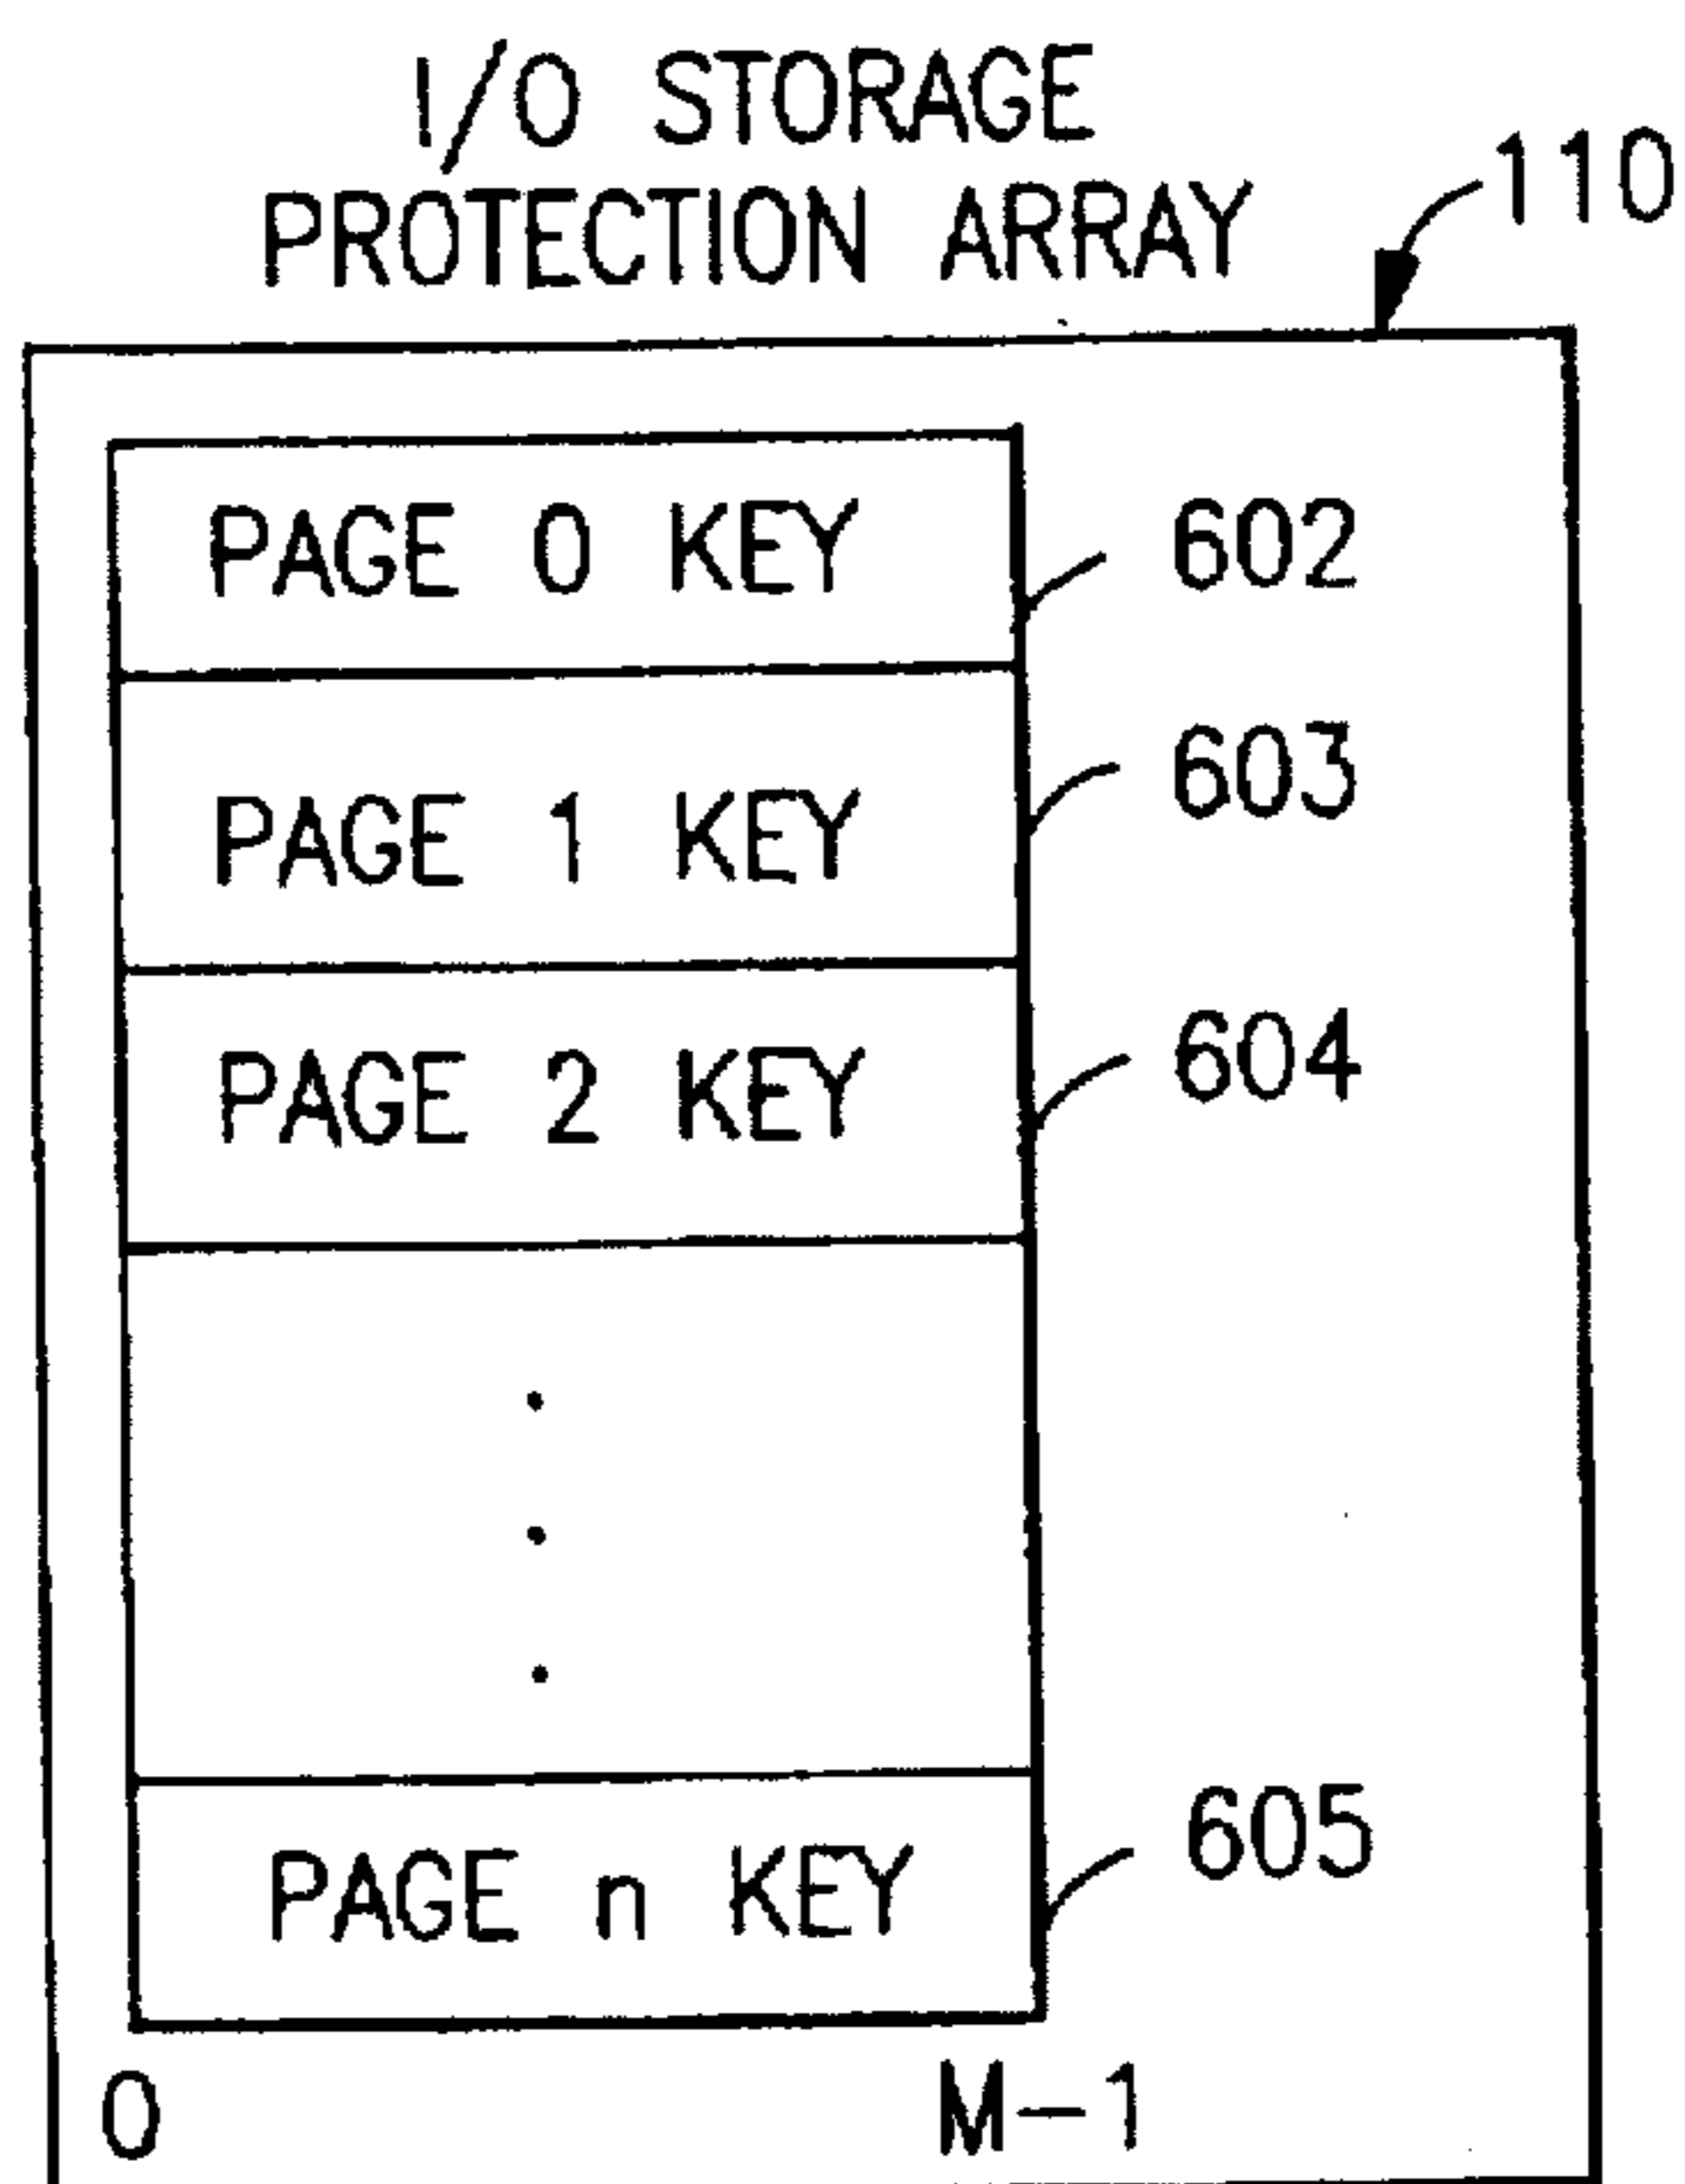 I/O STORAGE
PROTECTION ARRAY
110
PAGE 0 KEY 602
PAGE 1 KEY 603
PAGE 2 KEY 604
PAGE n KEY 605
0 M-1